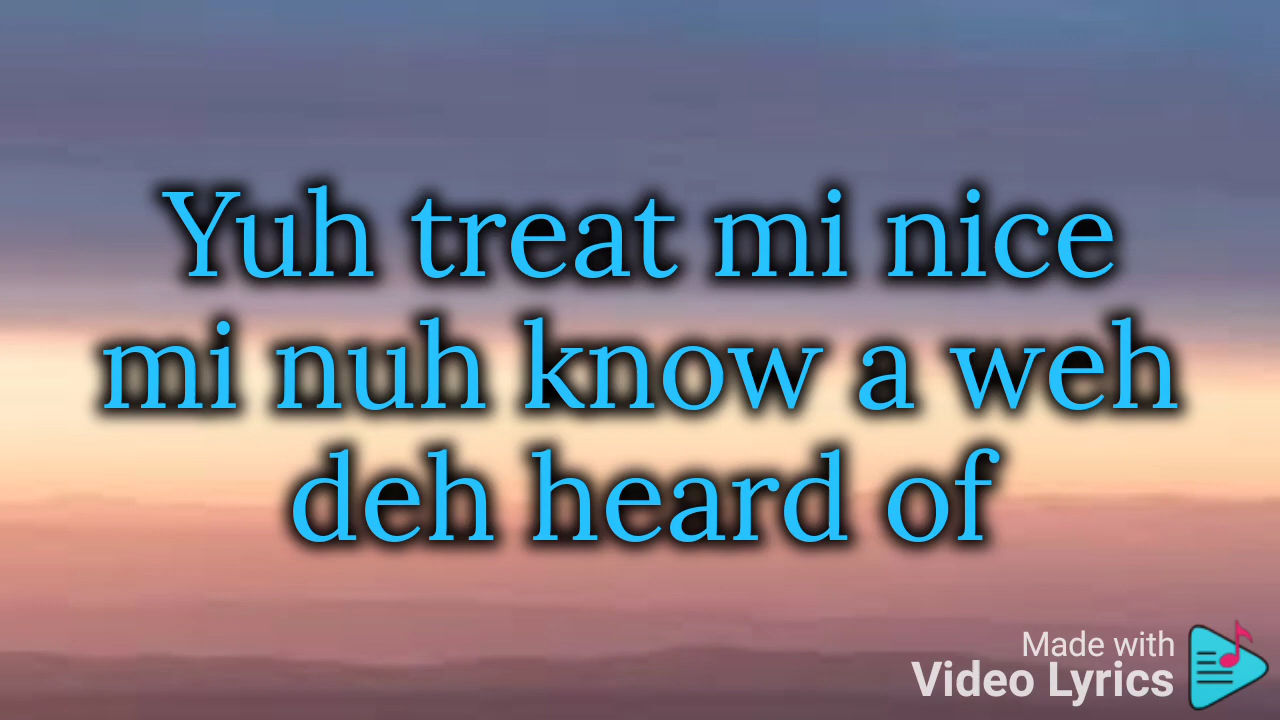 Yuh treat mi nice
mi nuh know a weh
deh heard of
Made with
Video Lyrics